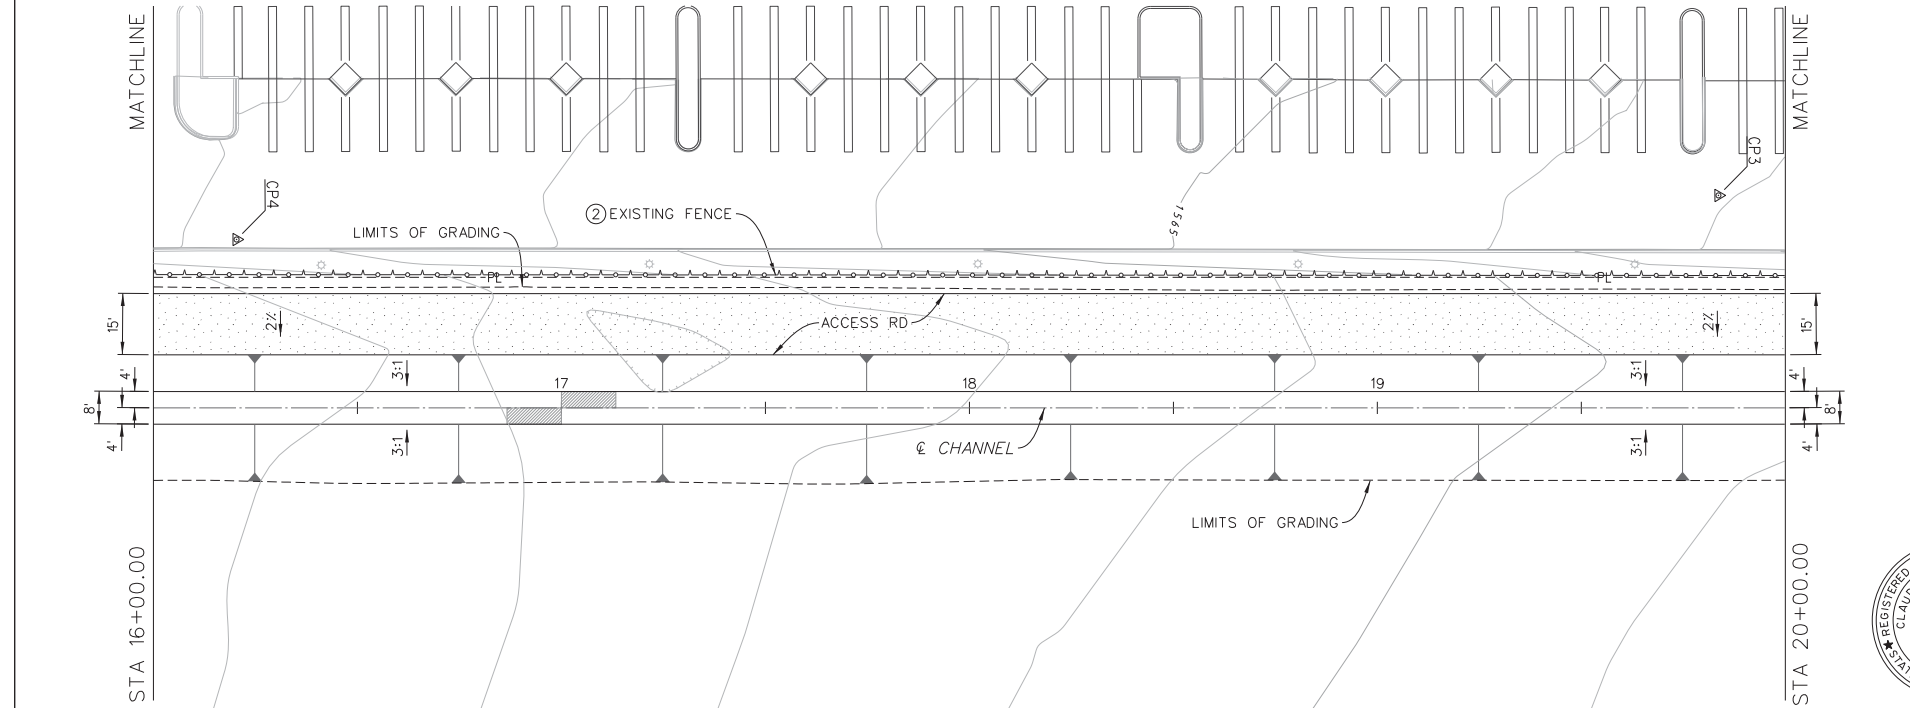 MATCHLINE
MATCHLINE
CP3
CP4
1565
2 EXISTING FENCE
LIMITS OF GRADING
PL
PL
15'
2%
ACCESS RD
2%
15'
4'
3:1
17
18
19
3:1
4'
8'
8'
4'
3:1
℄ CHANNEL
3:1
4'
LIMITS OF GRADING
STA 16+00.00
STA 20+00.00
REGISTERED